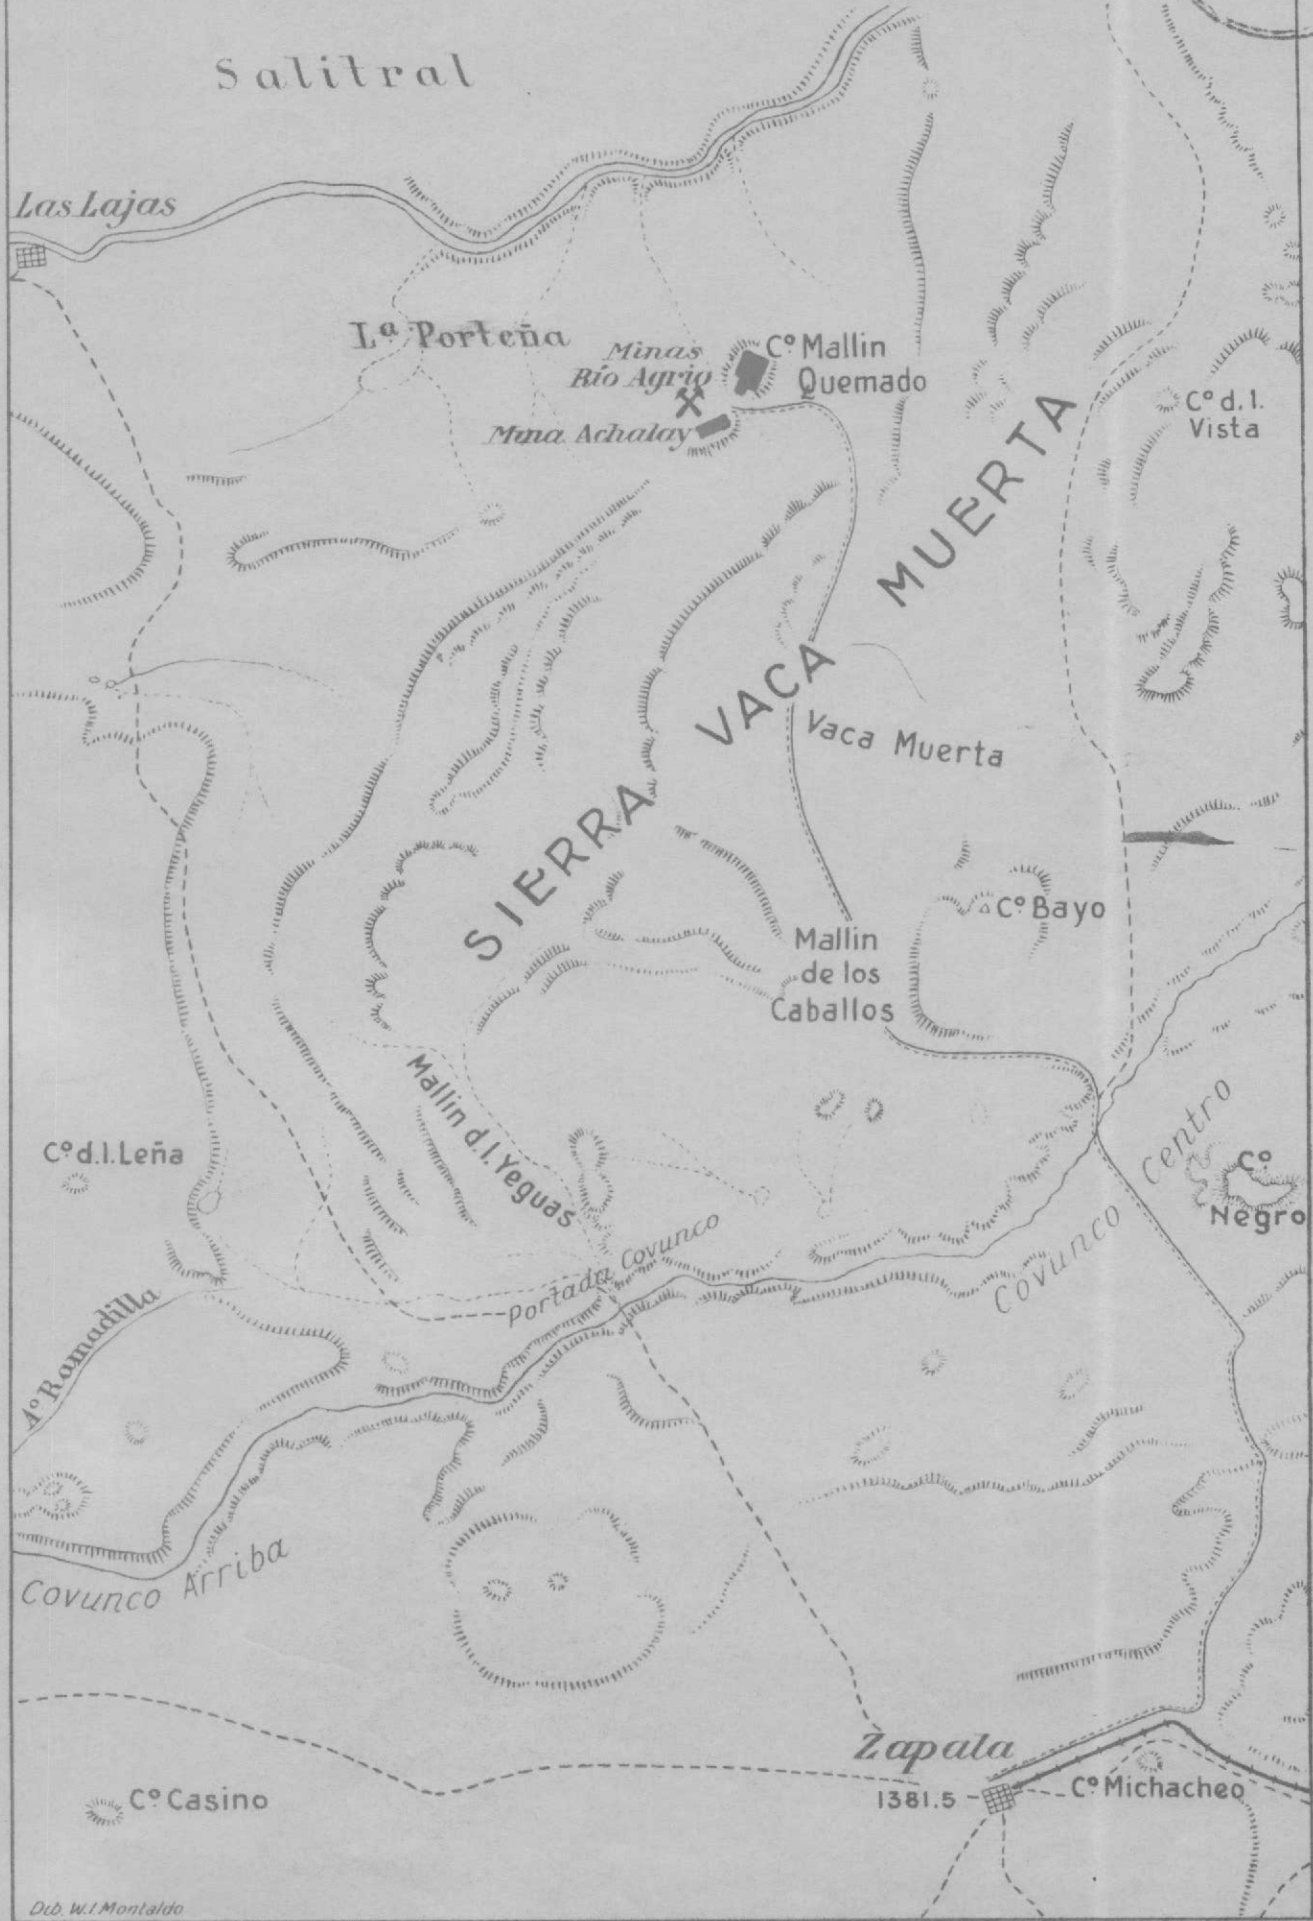 Salitral
Las Lajas
Lª Porteña
Minas
Río Agrio
Cº Mallin
Quemado
Mina Achalay
Cº d. l.
Vista
SIERRA VACA MUERTA
Vaca Muerta
Cº Bayo
Mallin
de los
Caballos
Mallin d. l. Yeguas
Cº d. l. Leña
Covunco Centro
Cº
Negro
Portada Covunco
Aº Ramadilla
Covunco Arriba
Zapala
1381.5
Cº Michacheo
Cº Casino
Dib. W. I. Montaldo